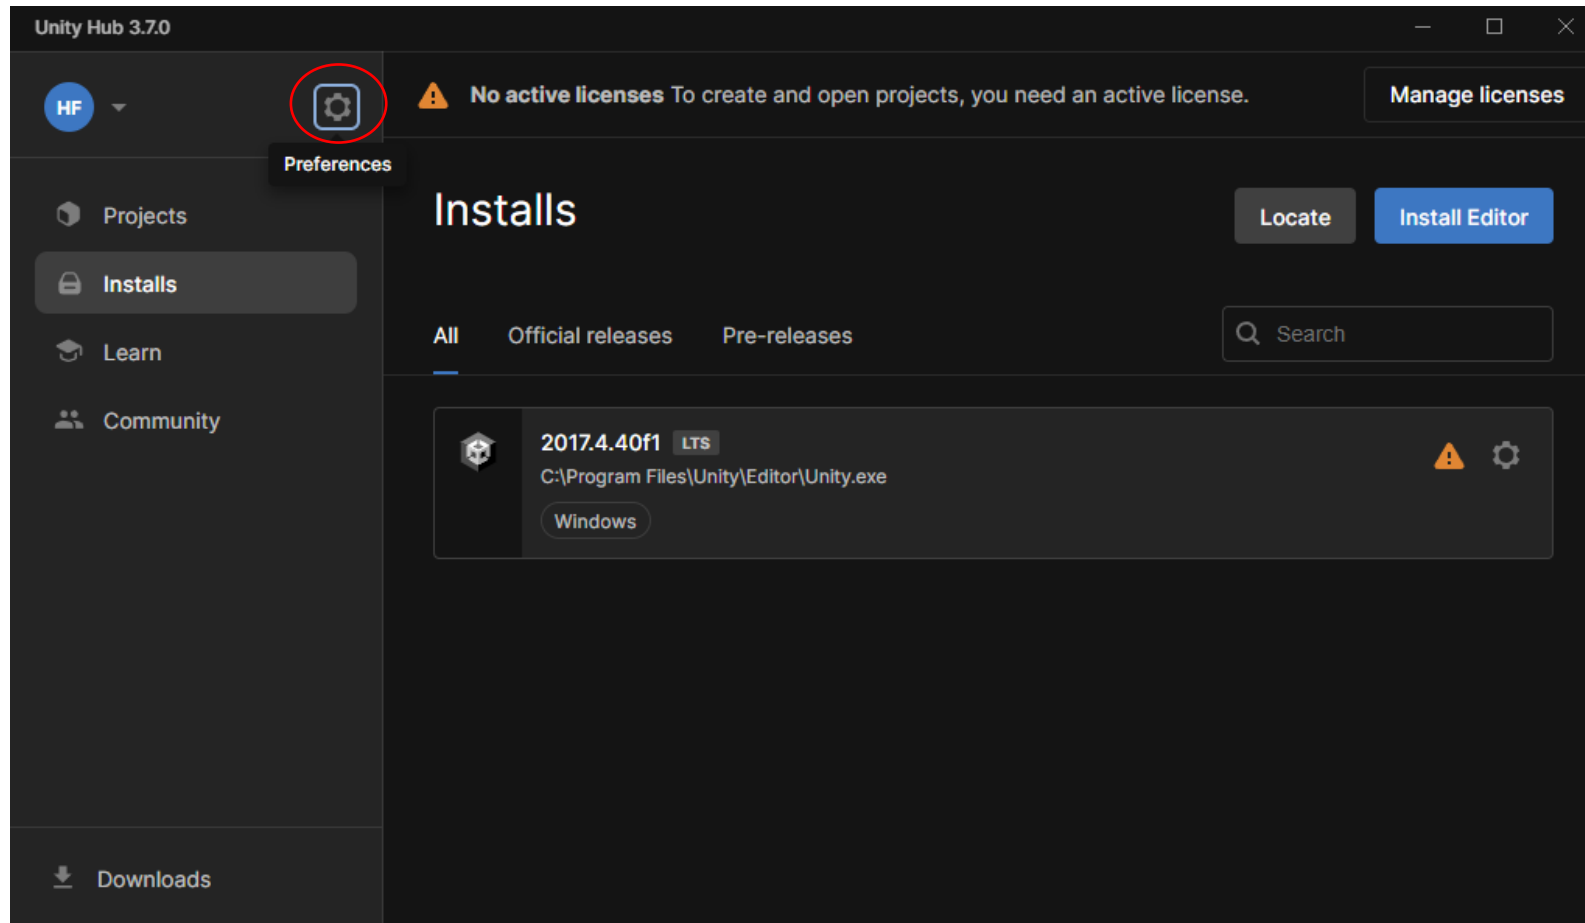 Unity Hub 3.7.0
HF
No active licenses To create and open projects, you need an active license.
Manage licenses
Preferences
Projects
Installs
Learn
Community
Downloads
Installs
Locate
Install Editor
All
Official releases
Pre-releases
Search
2017.4.40f1 LTS
C:\Program Files\Unity\Editor\Unity.exe
Windows